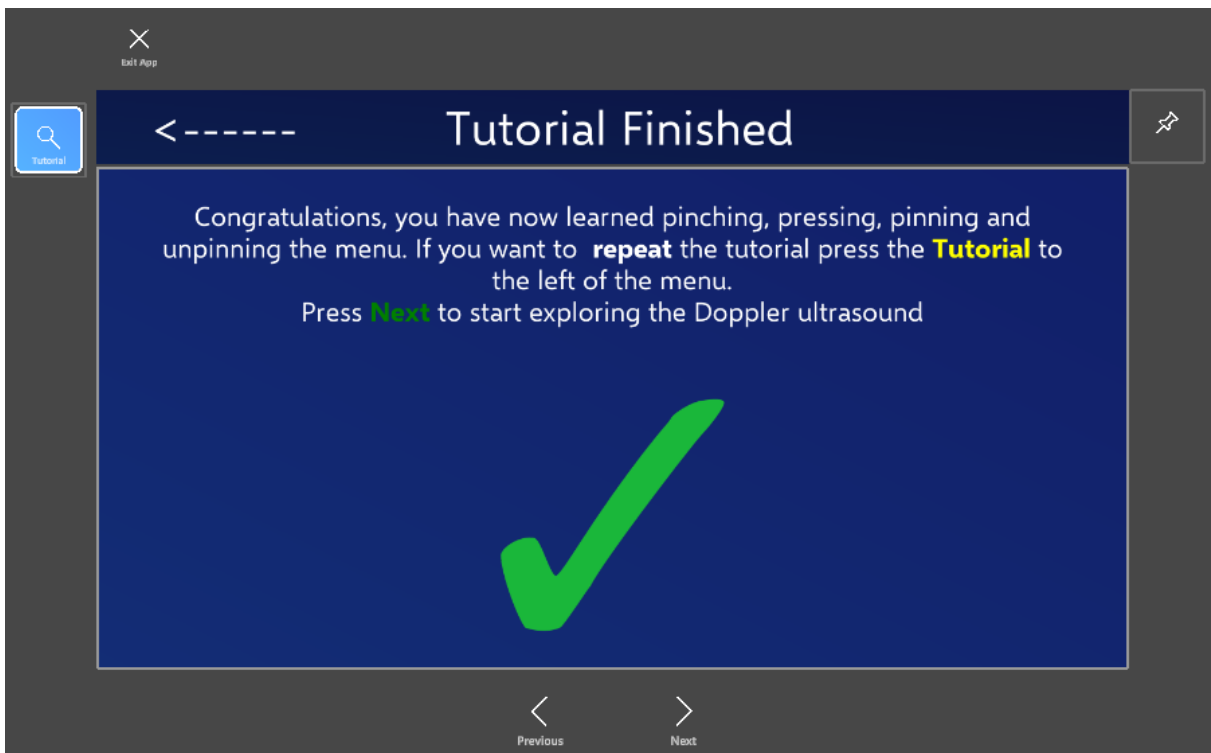 Exit App
Tutorial
<------ Tutorial Finished
Congratulations, you have now learned pinching, pressing, pinning and
unpinning the menu. If you want to repeat the tutorial press the Tutorial to
the left of the menu.
Press Next to start exploring the Doppler ultrasound
Previous Next